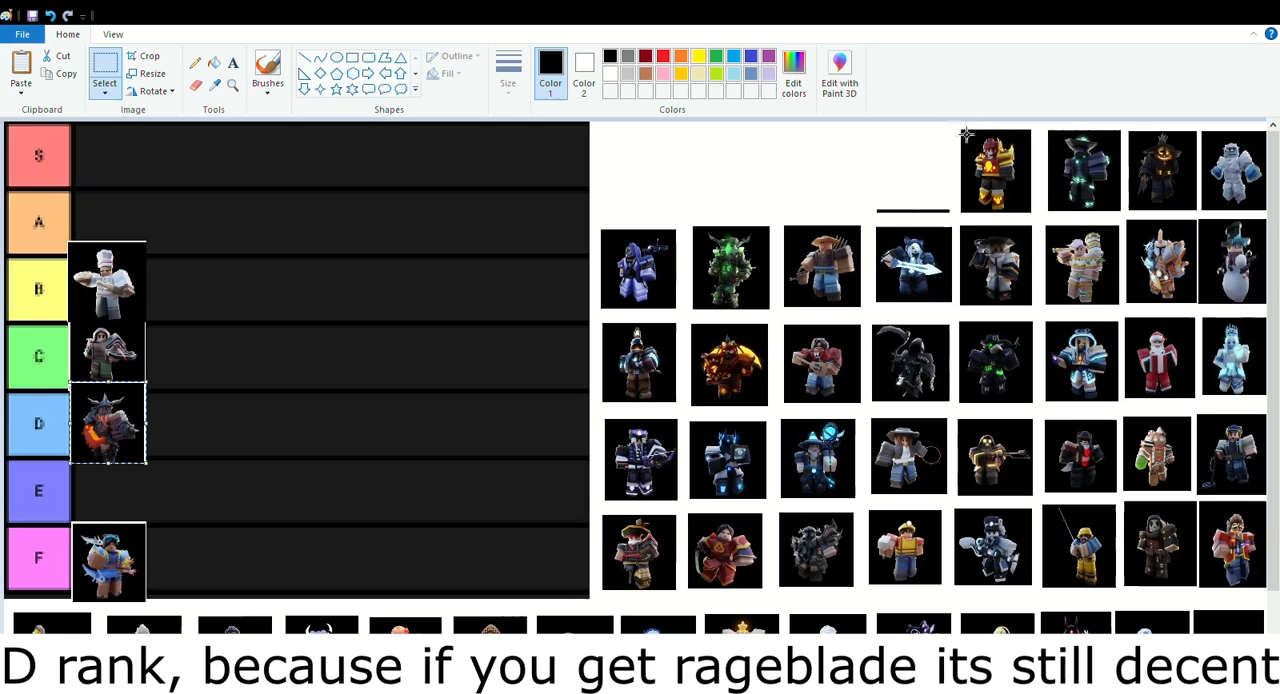 File Home View
Paste Cut Copy Select Crop Resize Rotate Brushes Outline Fill Size Color 1 Color 2 Edit colors Edit with Paint 3D
Clipboard Image Tools Shapes Colors
S
A
B
C
D
E
F
D rank, because if you get rageblade its still decent